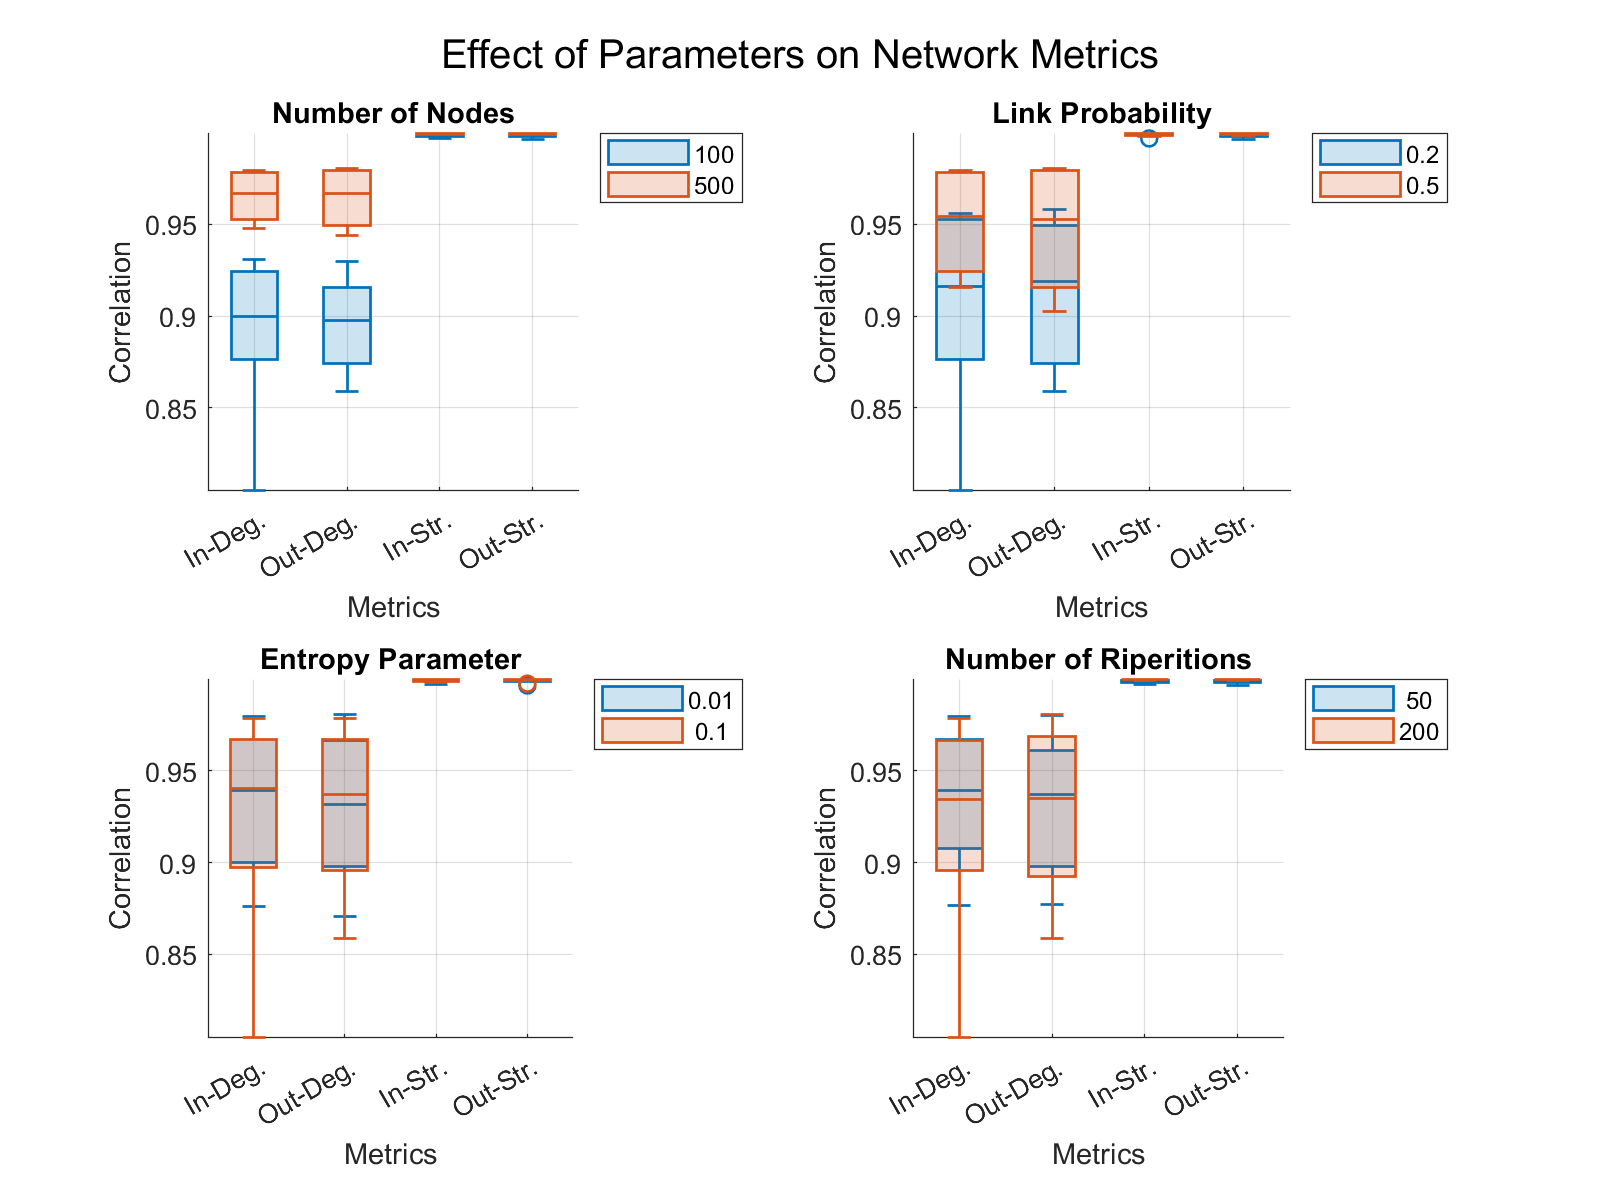 Effect of Parameters on Network Metrics
Number of Nodes
0.95
0.9
0.85
Correlation
In-Deg.
Out-Deg.
In-Str.
Out-Str.
Metrics
100
500
Link Probability
0.95
0.9
0.85
Correlation
In-Deg.
Out-Deg.
In-Str.
Out-Str.
Metrics
0.2
0.5
Entropy Parameter
0.95
0.9
0.85
Correlation
In-Deg.
Out-Deg.
In-Str.
Out-Str.
Metrics
0.01
0.1
Number of Riperitions
0.95
0.9
0.85
Correlation
In-Deg.
Out-Deg.
In-Str.
Out-Str.
Metrics
50
200